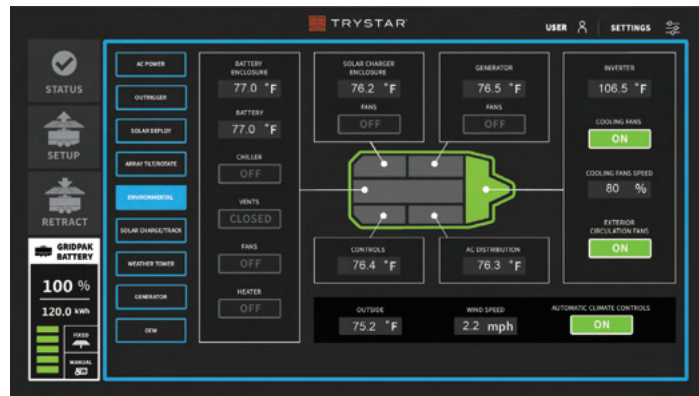 TRYSTAR
USER
SETTINGS
STATUS
SETUP
RETRACT
GRIDPAK
BATTERY
100 %
120.0 kWh
FIXED
MANUAL
AC POWER
OUTRIGGER
SOLAR DEPLOY
ARRAY TILT/ROTATE
ENVIRONMENTAL
SOLAR CHARGE/TRACK
WEATHER TOWER
GENERATOR
OEM
BATTERY
ENCLOSURE
77.0 °F
BATTERY
77.0 °F
CHILLER
OFF
VENTS
CLOSED
FANS
OFF
HEATER
OFF
SOLAR CHARGER
ENCLOSURE
76.2 °F
FANS
OFF
GENERATOR
76.5 °F
FANS
OFF
CONTROLS
76.4 °F
AC DISTRIBUTION
76.3 °F
INVERTER
106.5 °F
COOLING FANS
ON
COOLING FANS SPEED
80 %
EXTERIOR
CIRCULATION FANS
ON
OUTSIDE
75.2 °F
WIND SPEED
2.2 mph
AUTOMATIC CLIMATE CONTROLS
ON